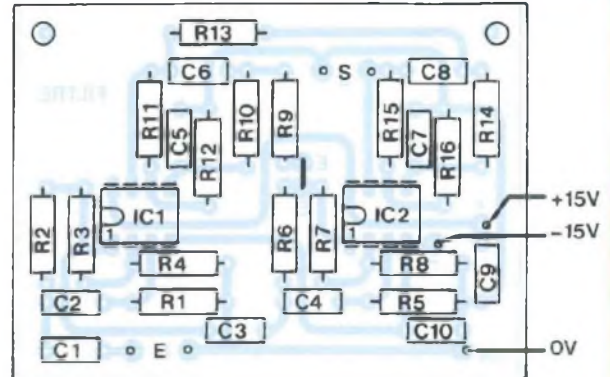 R13
C6 S C8
R11 C5 R12 R10 R9 R15 C7 R16 R14
R2 R3 IC1 R6 R7 IC2 +15V
1 1 -15V
R4 R8 C9
C2 R1 C4 R5
C1 E C3 C10 0V
FILTRE